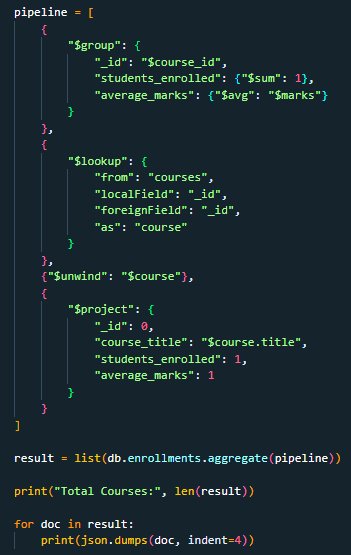 pipeline = [
    {
        "$group": {
            "_id": "$course_id",
            "students_enrolled": {"$sum": 1},
            "average_marks": {"$avg": "$marks"}
        }
    },
    {
        "$lookup": {
            "from": "courses",
            "localField": "_id",
            "foreignField": "_id",
            "as": "course"
        }
    },
    {"$unwind": "$course"},
    {
        "$project": {
            "_id": 0,
            "course_title": "$course.title",
            "students_enrolled": 1,
            "average_marks": 1
        }
    }
]
result = list(db.enrollments.aggregate(pipeline))
print("Total Courses:", len(result))
for doc in result:
    print(json.dumps(doc, indent=4))